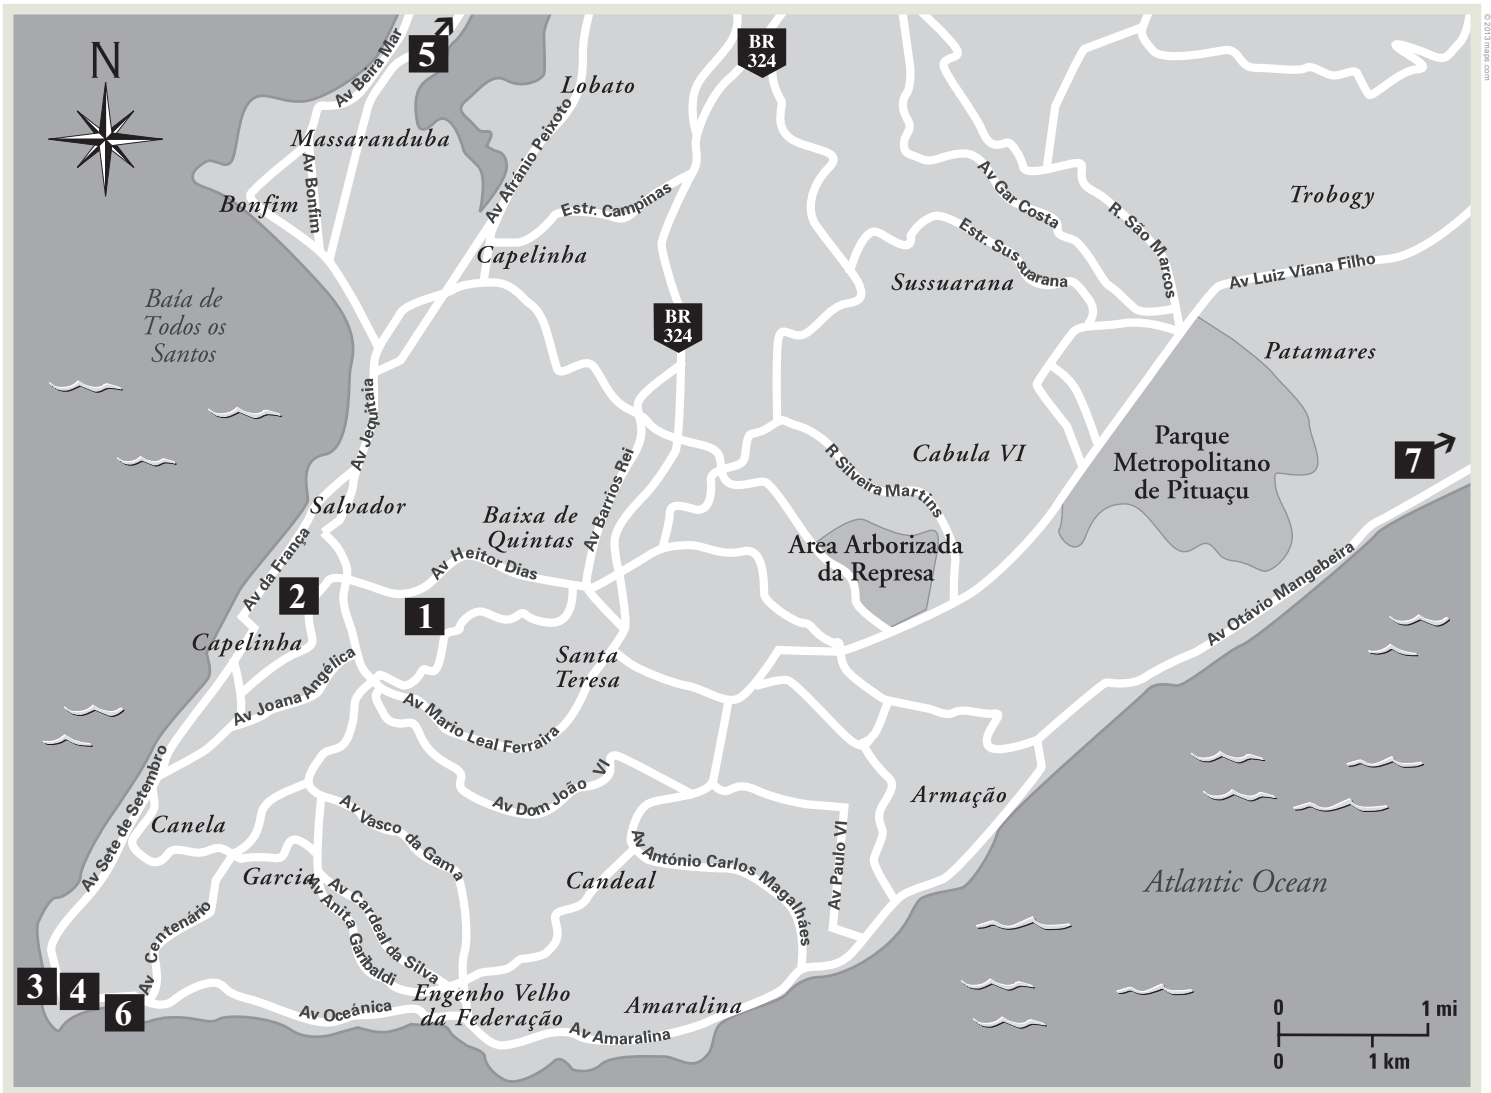 © 2013 maps.com
N
5
Av Beira Mar
BR
324
Lobato
Massaranduba
Av Afránio Peixoto
Av Bonfim
Bonfim
Estr. Campinas
Capelinha
Av Gar Costa
R. São Marcos
Trobogy
Estr. Sussuarana
Sussuarana
Av Luiz Viana Filho
Baía de
Todos os
Santos
BR
324
Patamares
Av Jequitaia
Parque
Metropolitano
de Pituaçu
7
Cabula VI
R Silveira Martins
Av Barrios Rei
Salvador
Baixa de
Quintas
Area Arborizada
da Represa
Av da França
Av Heitor Dias
2
1
Av Otávio Mangebeira
Capelinha
Santa
Teresa
Av Joana Angélica
Av Mario Leal Ferraira
Av Dom João VI
Armação
Av Sete de Setembro
Canela
Av Vasco da Gama
Av António Carlos Magalháes
Av Paulo VI
Garcia
Av Cardeal da Silva
Av Anita Garibaldi
Candeal
Atlantic Ocean
Av Centenário
3
4
6
Engenho Velho
da Federação
Amaralina
Av Oceánica
Av Amaralina
0
1 mi
0
1 km